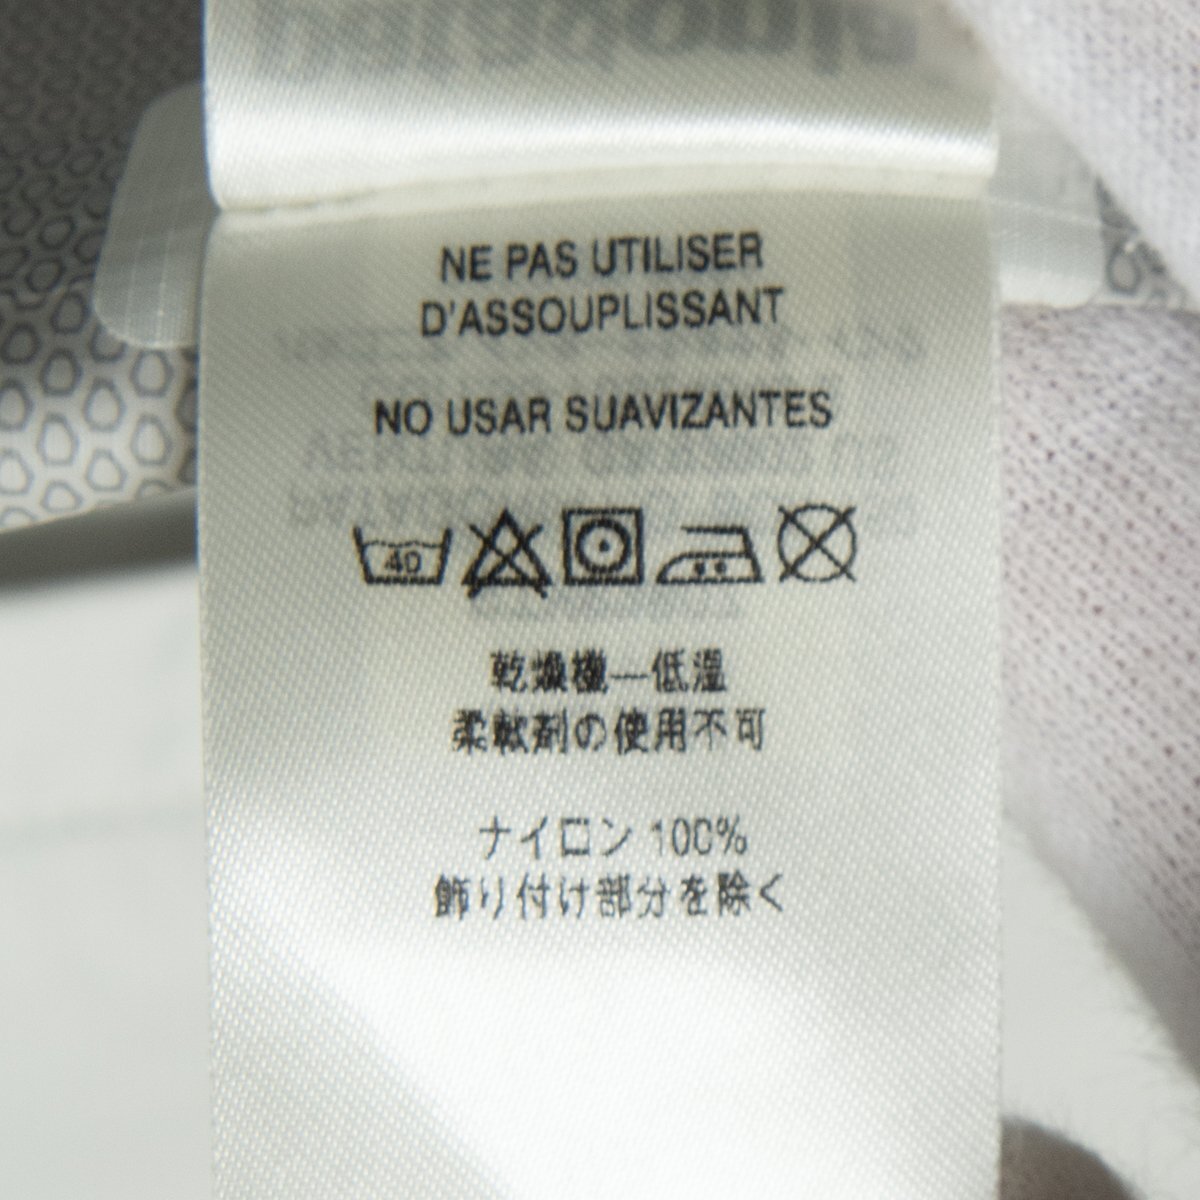 NE PAS UTILISER
D'ASSOUPLISSANT
NO USAR SUAVIZANTES
40
乾燥機—低温
柔軟剤の使用不可
ナイロン 100%
飾り付け部分を除く